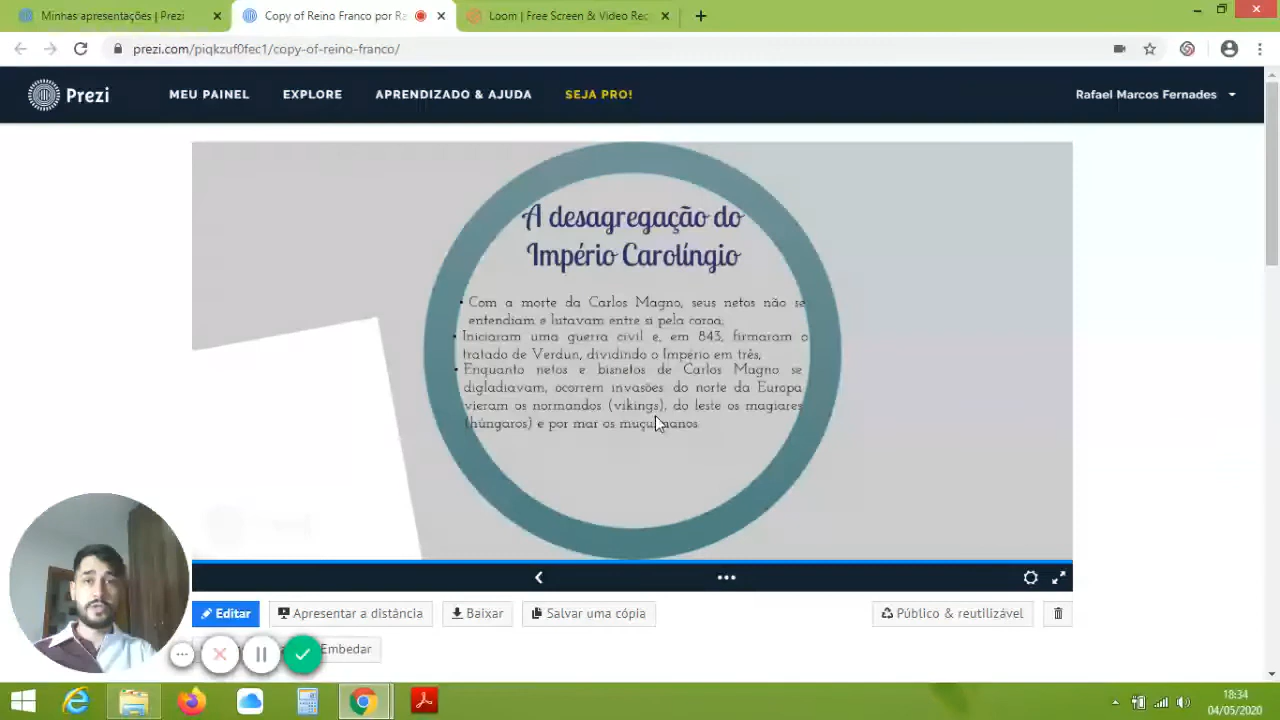 Minhas apresentações | Prezi
Copy of Reino Franco por Ra
Loom | Free Screen & Video Rec
prezi.com/piqkzuf0fec1/copy-of-reino-franco/
Prezi
MEU PAINEL
EXPLORE
APRENDIZADO & AJUDA
SEJA PRO!
Rafael Marcos Fernades
A desagregação do
Império Carolíngio
• Com a morte da Carlos Magno, seus netos não se
entendiam e lutavam entre si pela coroa;
• Iniciaram uma guerra civil e, em 843, firmaram o
tratado de Verdun, dividindo o Império em três;
• Enquanto netos e bisnetos de Carlos Magno se
digladiavam, ocorrem invasões do norte da Europa
vieram os normandos (vikings), do leste os magiares
(húngaros) e por mar os muçulmanos
Editar
Apresentar a distância
Baixar
Salvar uma cópia
Público & reutilizável
Embedar
18:34
04/05/2020